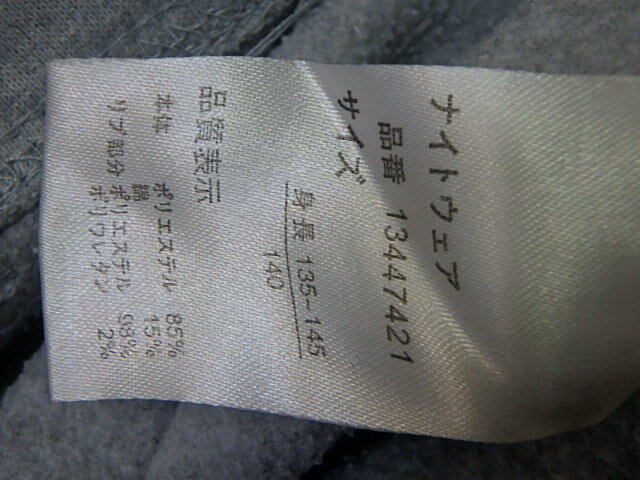 ナイトウェア
品番 13447421
サイズ
身長 135-145
140
品質表示
本体 ポリエステル 85%
綿 15%
リブ部分 ポリエステル 98%
ポリウレタン 2%